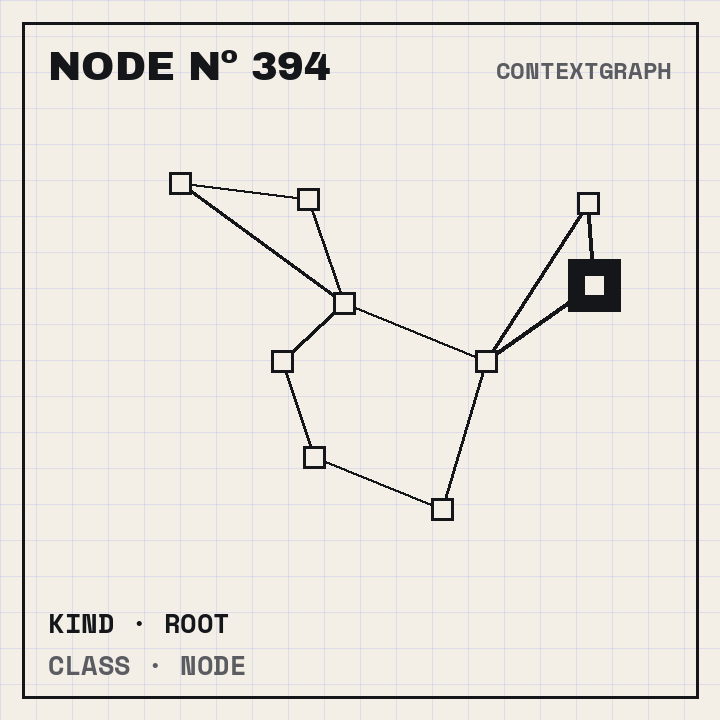 NODE Nº 394
CONTEXTGRAPH
KIND · ROOT
CLASS · NODE